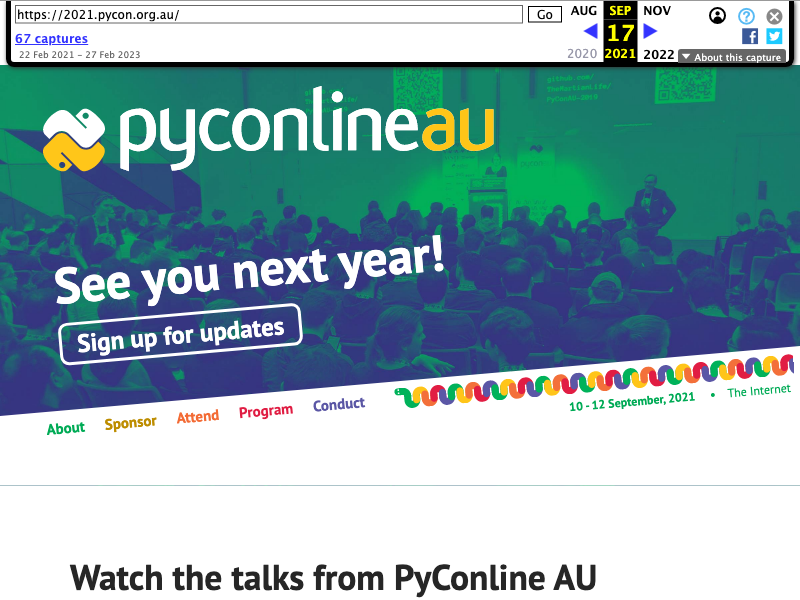 https://2021.pycon.org.au/
Go
AUG SEP NOV
67 captures
17
22 Feb 2021 – 27 Feb 2023
2020 2021 2022
About this capture
github.com/
pyconlineau
See you next year!
Sign up for updates
About Sponsor Attend Program Conduct
10 - 12 September, 2021 • The Internet
Watch the talks from PyConline AU